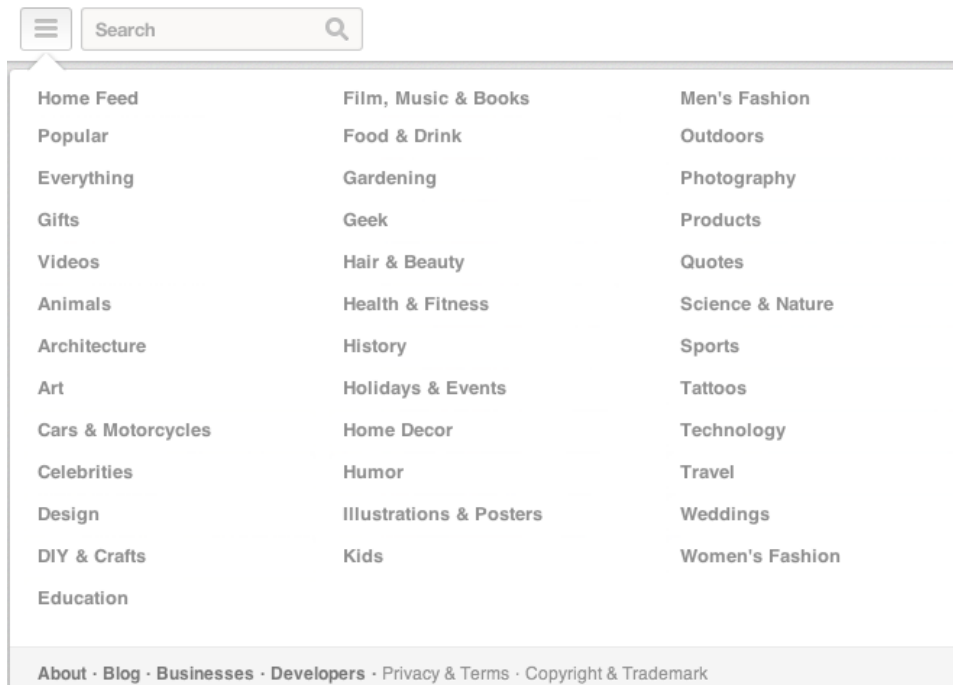 Search
Home Feed
Popular
Everything
Gifts
Videos
Animals
Architecture
Art
Cars & Motorcycles
Celebrities
Design
DIY & Crafts
Education
Film, Music & Books
Food & Drink
Gardening
Geek
Hair & Beauty
Health & Fitness
History
Holidays & Events
Home Decor
Humor
Illustrations & Posters
Kids
Men's Fashion
Outdoors
Photography
Products
Quotes
Science & Nature
Sports
Tattoos
Technology
Travel
Weddings
Women's Fashion
About · Blog · Businesses · Developers · Privacy & Terms · Copyright & Trademark